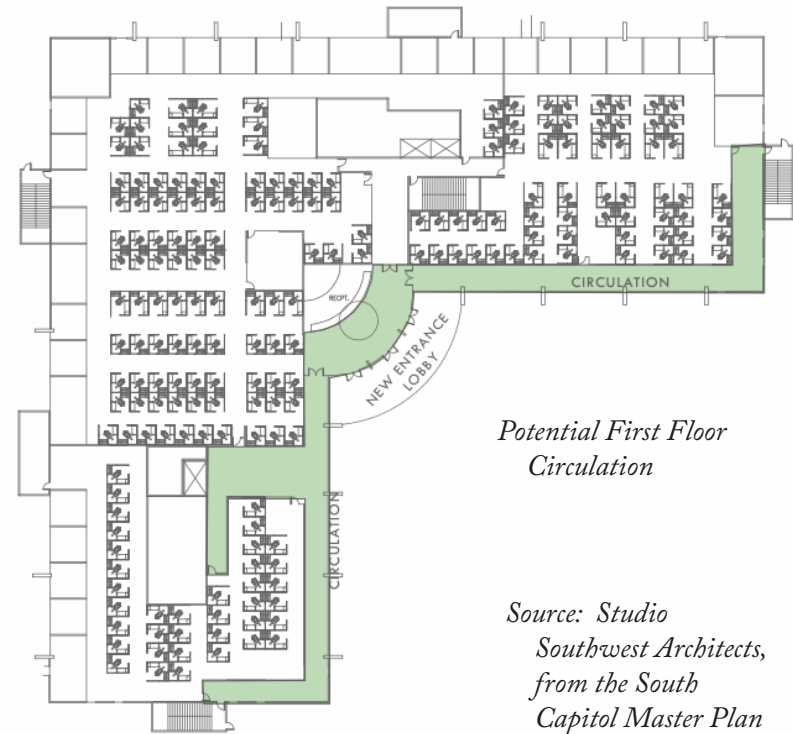 CIRCULATION
RECPT.
NEW ENTRANCE
LOBBY
Potential First Floor
Circulation
CIRCULATION
Source: Studio
Southwest Architects,
from the South
Capitol Master Plan